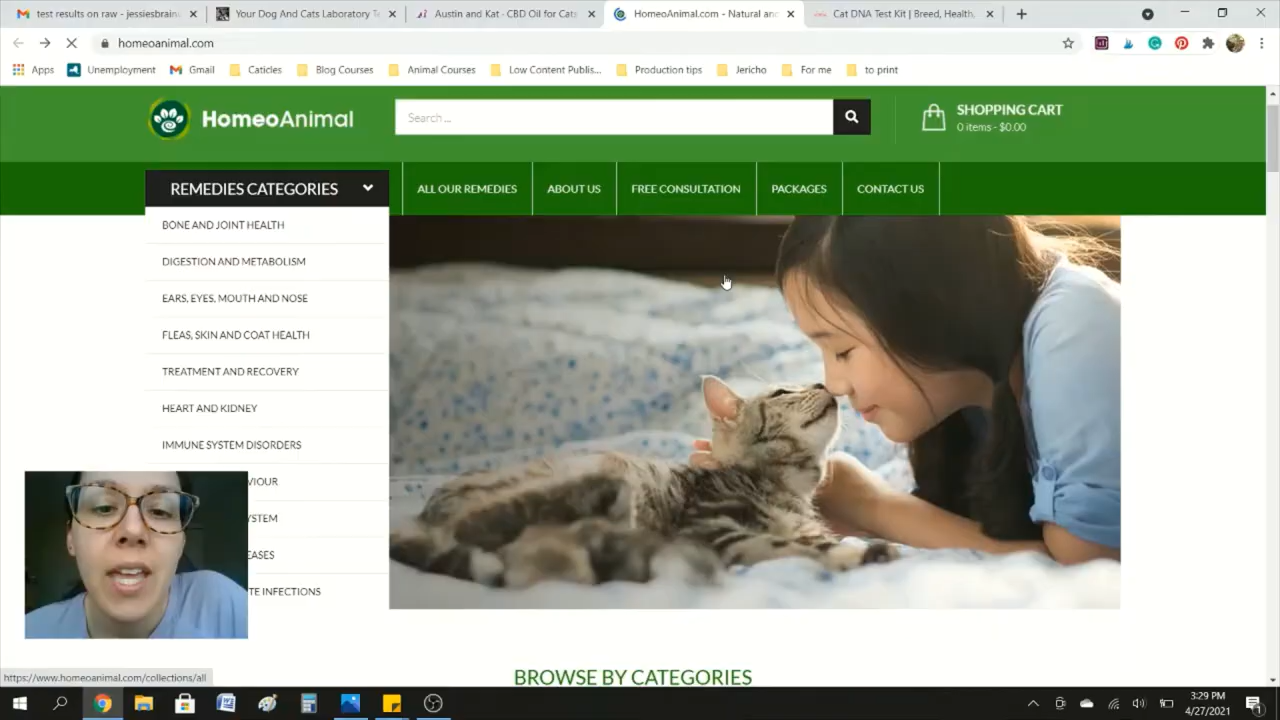 test results on raw - jessiesbrain
Your Dog And Cats Laboratory Te
Austin and Kat - CBD Oil for Cats
HomeoAnimal.com - Natural and
Cat DNA Test Kit | Breed, Health,
homeoanimal.com
Apps
Unemployment
Gmail
Caticles
Blog Courses
Animal Courses
Low Content Publis...
Production tips
Jericho
For me
to print
HomeoAnimal
Search ...
SHOPPING CART
0 items - $0.00
REMEDIES CATEGORIES
ALL OUR REMEDIES
ABOUT US
FREE CONSULTATION
PACKAGES
CONTACT US
BONE AND JOINT HEALTH
DIGESTION AND METABOLISM
EARS, EYES, MOUTH AND NOSE
FLEAS, SKIN AND COAT HEALTH
TREATMENT AND RECOVERY
HEART AND KIDNEY
IMMUNE SYSTEM DISORDERS
VIOUR
YSTEM
EASES
TE INFECTIONS
BROWSE BY CATEGORIES
https://www.homeoanimal.com/collections/all
3:29 PM
4/27/2021